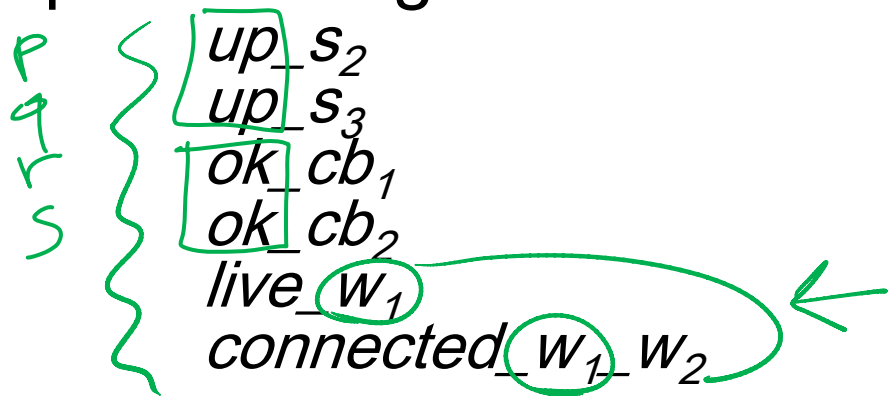 p up_s₂
q up_s₃
r ok_cb₁
s ok_cb₂
live_w₁
connected_w₁_w₂